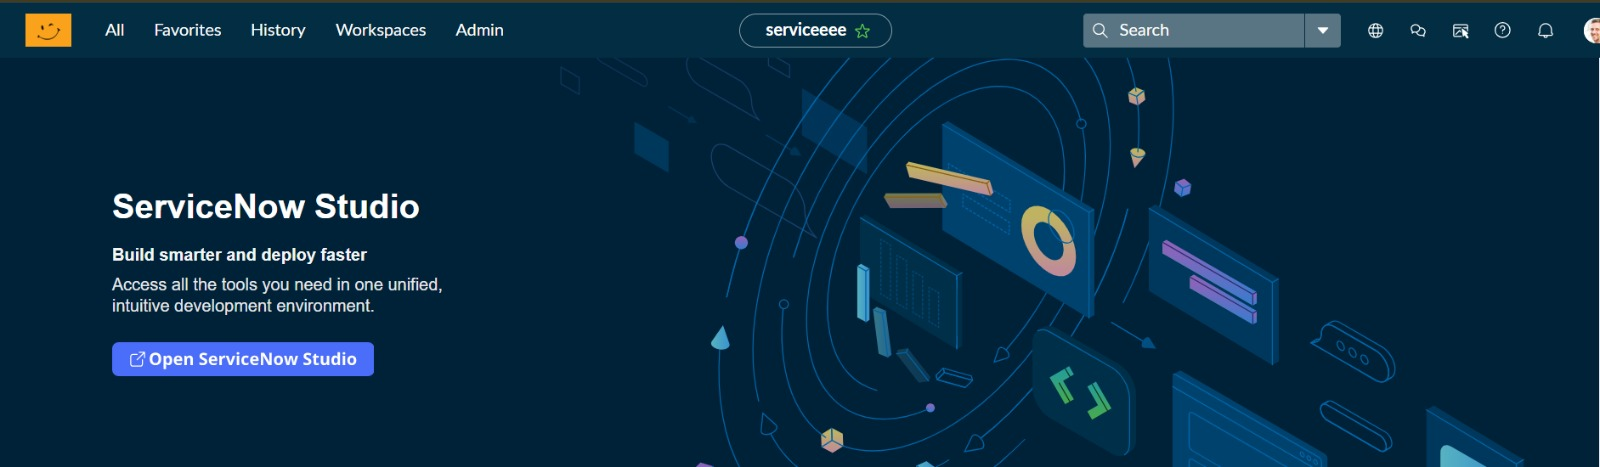 All Favorites History Workspaces Admin serviceeee Search
ServiceNow Studio
Build smarter and deploy faster
Access all the tools you need in one unified,
intuitive development environment.
Open ServiceNow Studio